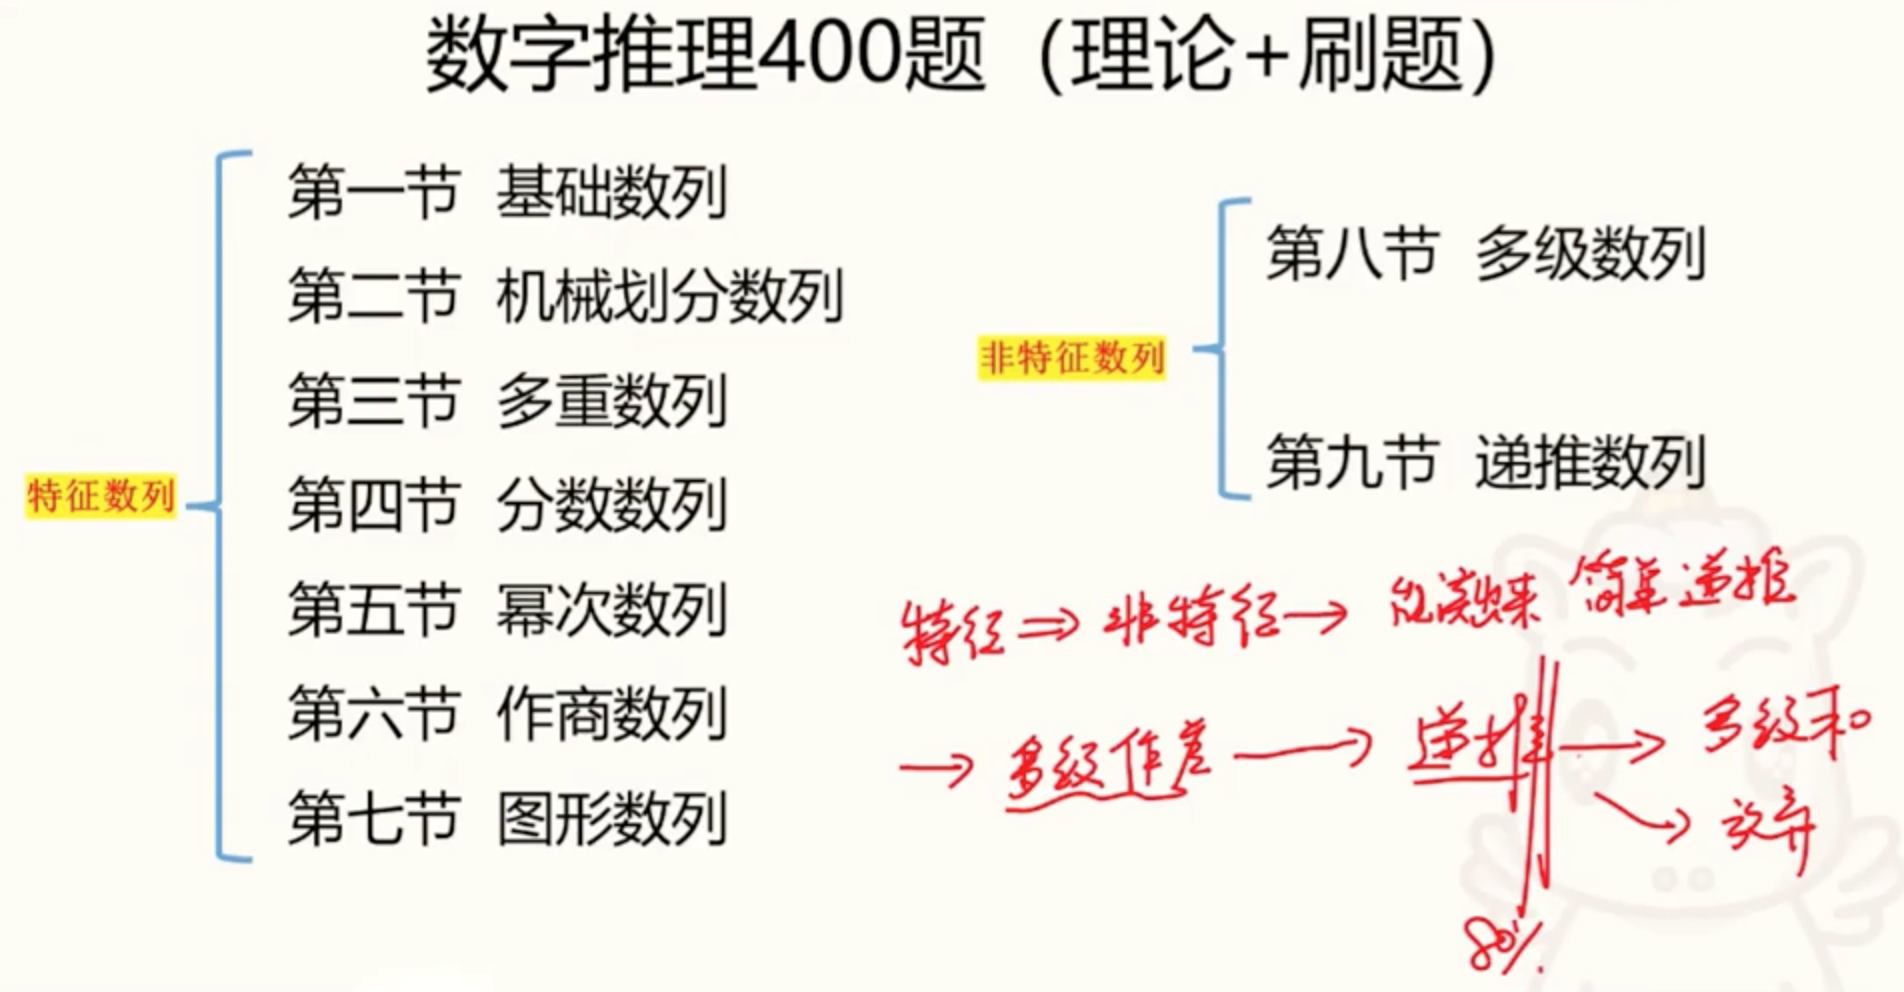 数字推理400题（理论+刷题）
特征数列
第一节 基础数列
第二节 机械划分数列
第三节 多重数列
第四节 分数数列
第五节 幂次数列
第六节 作商数列
第七节 图形数列
非特征数列
第八节 多级数列
第九节 递推数列
特征⇒非特征→ 简单递推
→多级作差→递推→多级和
→放弃
80%